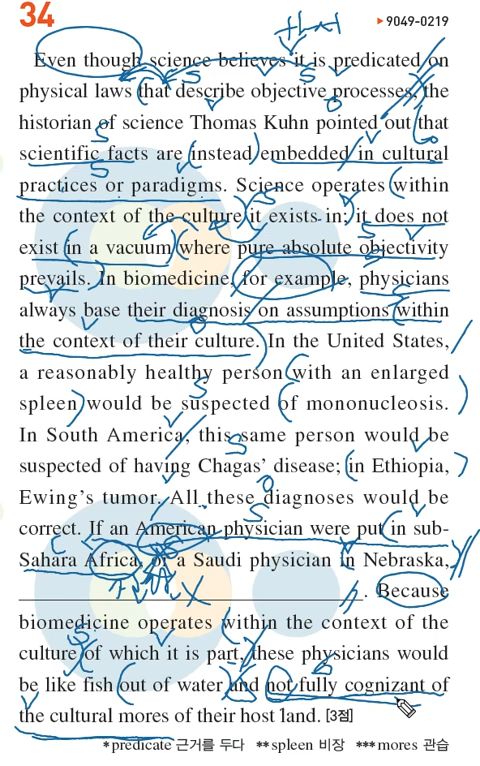 34
that
▶9049-0219
Even though science believes it is predicated on
physical laws that describe objective processes, the
historian of science Thomas Kuhn pointed out that
scientific facts are instead embedded in cultural
practices or paradigms. Science operates within
the context of the culture it exists in; it does not
exist in a vacuum where pure absolute objectivity
prevails. In biomedicine, for example, physicians
always base their diagnosis on assumptions within
the context of their culture. In the United States,
a reasonably healthy person with an enlarged
spleen would be suspected of mononucleosis.
In South America, this same person would be
suspected of having Chagas' disease; in Ethiopia,
Ewing's tumor. All these diagnoses would be
correct. If an American physician were put in sub-
Sahara Africa, or a Saudi physician in Nebraska,
. Because
biomedicine operates within the context of the
culture of which it is part, these physicians would
be like fish out of water and not fully cognizant of
the cultural mores of their host land. [3점]
*predicate 근거를 두다 **spleen 비장 ***mores 관습